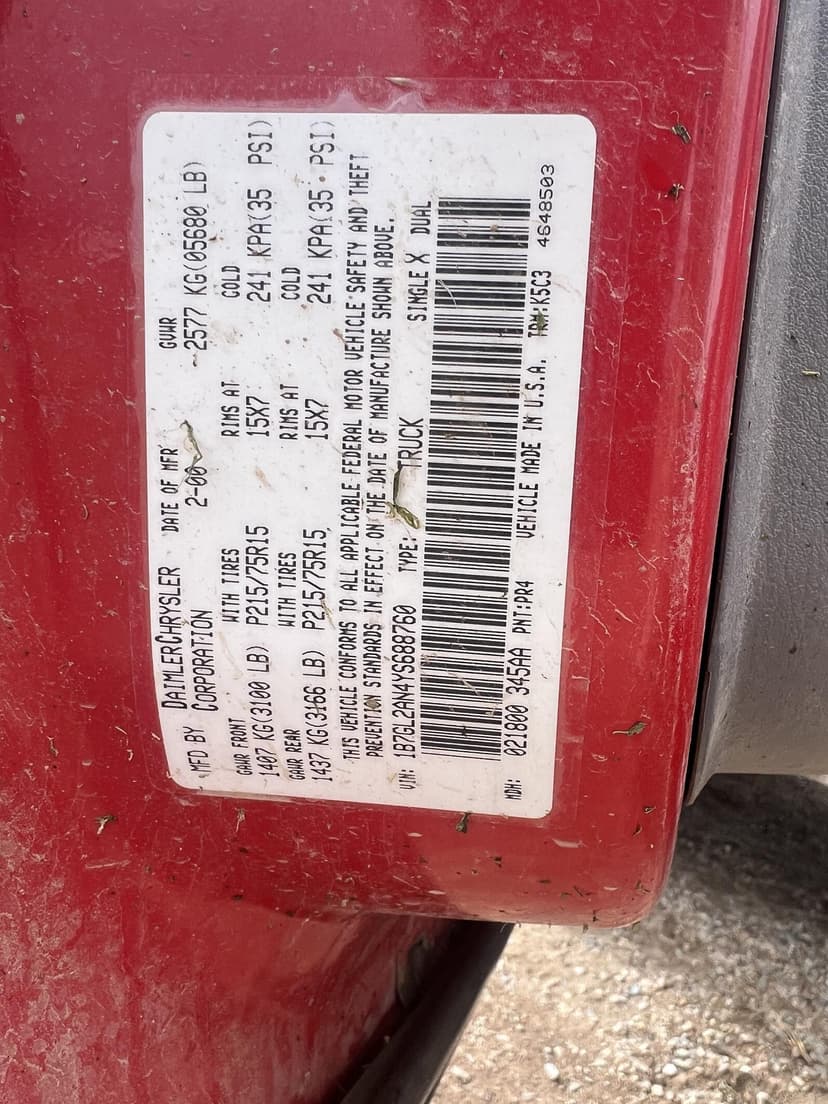 MFD BY DAIMLERCHRYSLER CORPORATION DATE OF MFR 2-00 GVWR 2577 KG(05680 LB)
GAWR FRONT WITH TIRES RIMS AT COLD
1407 KG(3100 LB) P215/75R15 15X7 241 KPA(35 PSI)
GAWR REAR WITH TIRES RIMS AT COLD
1437 KG(3166 LB) P215/75R15 15X7 241 KPA(35 PSI)
THIS VEHICLE CONFORMS TO ALL APPLICABLE FEDERAL MOTOR VEHICLE SAFETY AND THEFT
PREVENTION STANDARDS IN EFFECT ON THE DATE OF MANUFACTURE SHOWN ABOVE.
VIN: 1B7GL2AN4YS688760 TYPE: TRUCK SINGLE X DUAL
MDH: 021800 345AA PNT:PR4 VEHICLE MADE IN U.S.A. TRM:K5C3 4648503